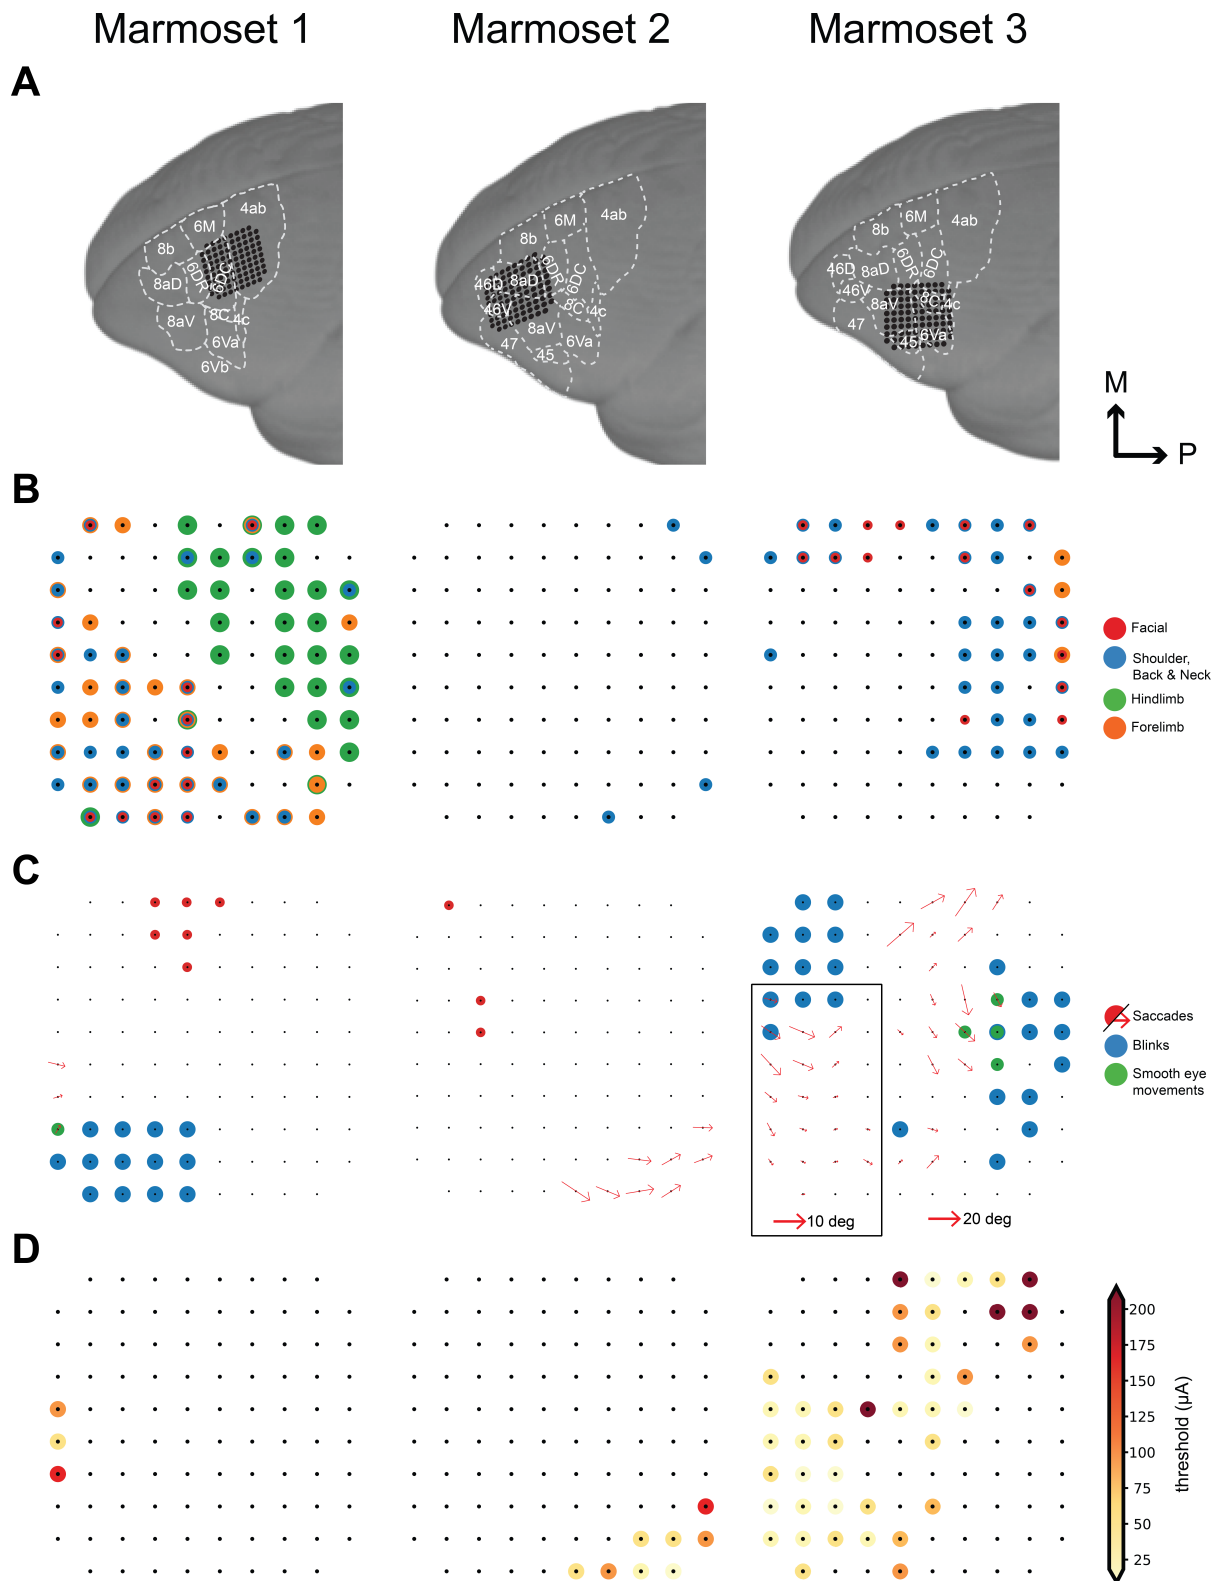 Marmoset 1
Marmoset 2
Marmoset 3
A
4ab
6M
8b
6DR
6DC
8aD
8aV
8C
4c
6Va
6Vb
4ab
6M
8b
6DR
6DC
46D
8aD
46V
8C
4c
8aV
47
45
6Va
4ab
6M
8b
6DR
6DC
46D
8aD
46V
8aV
8C
4c
47
45
6Va
M
P
B
Facial
Shoulder,
Back & Neck
Hindlimb
Forelimb
C
Saccades
Blinks
Smooth eye
movements
10 deg
20 deg
D
200
175
150
125
100
75
50
25
threshold (μA)